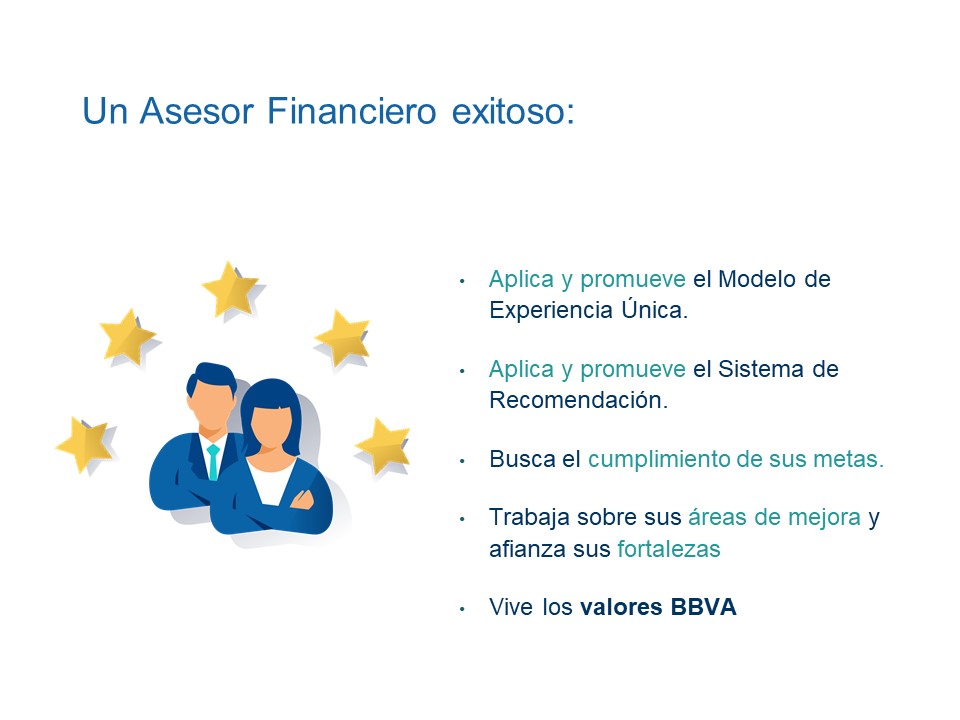 Un Asesor Financiero exitoso:
• Aplica y promueve el Modelo de
Experiencia Única.
• Aplica y promueve el Sistema de
Recomendación.
• Busca el cumplimiento de sus metas.
• Trabaja sobre sus áreas de mejora y
afianza sus fortalezas
• Vive los valores BBVA